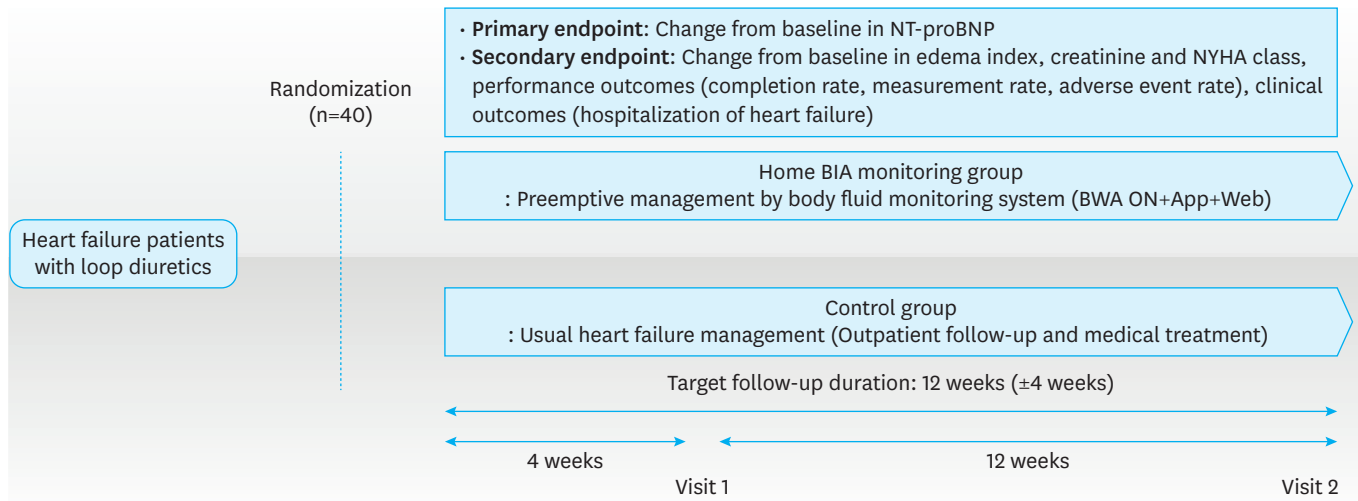 · Primary endpoint: Change from baseline in NT-proBNP
· Secondary endpoint: Change from baseline in edema index, creatinine and NYHA class,
performance outcomes (completion rate, measurement rate, adverse event rate), clinical
outcomes (hospitalization of heart failure)
Randomization
(n=40)
Home BIA monitoring group
: Preemptive management by body fluid monitoring system (BWA ON+App+Web)
Heart failure patients
with loop diuretics
Control group
: Usual heart failure management (Outpatient follow-up and medical treatment)
Target follow-up duration: 12 weeks (±4 weeks)
4 weeks
12 weeks
Visit 1
Visit 2